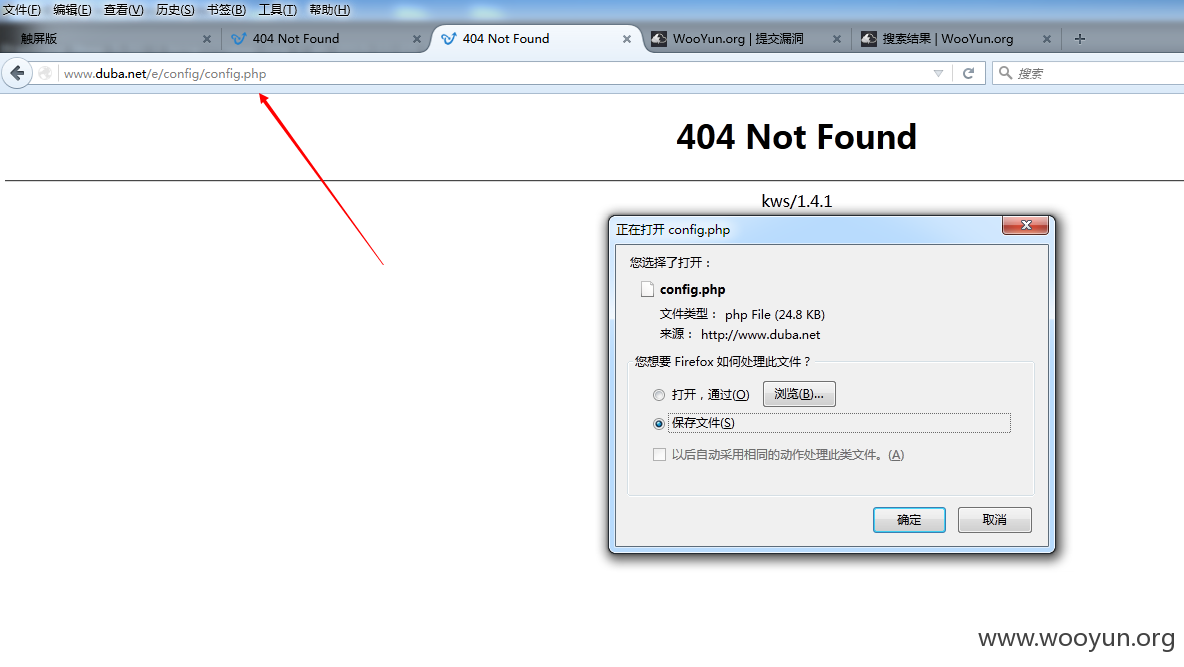 文件(F) 编辑(E) 查看(V) 历史(S) 书签(B) 工具(T) 帮助(H)
触屏版 × 404 Not Found × 404 Not Found × WooYun.org | 提交漏洞 × 搜索结果 | WooYun.org × +
www.duba.net/e/config/config.php 搜索
404 Not Found
kws/1.4.1
正在打开 config.php
您选择了打开：
config.php
文件类型： php File (24.8 KB)
来源： http://www.duba.net
您想要 Firefox 如何处理此文件？
打开，通过(O) 浏览(B)...
保存文件(S)
以后自动采用相同的动作处理此类文件。(A)
确定 取消
www.wooyun.org